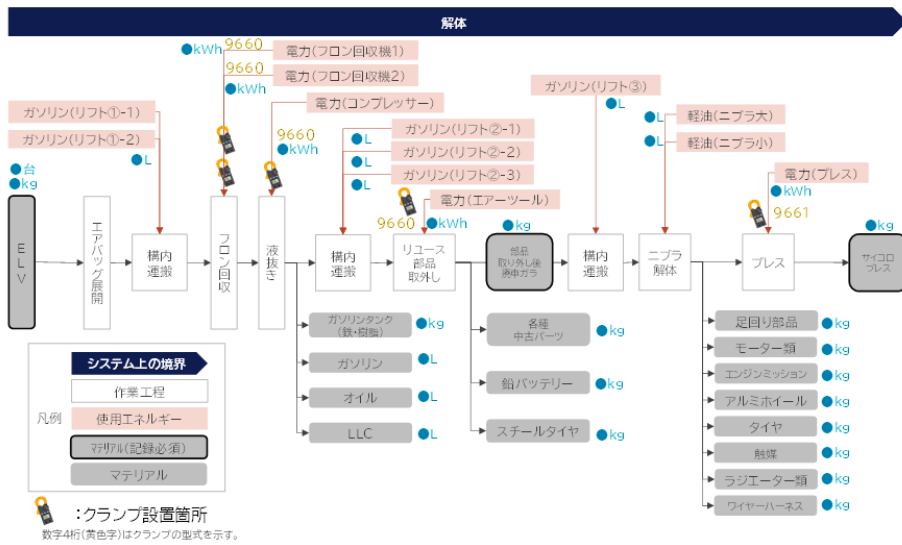 解体
●kWh 9660
電力(フロン回収機1)
9660
●kWh
電力(フロン回収機2)
電力(コンプレッサー)
9660
●kWh
ガソリン(リフト①-1)
ガソリン(リフト①-2)
●L
ガソリン(リフト②-1)
●L
ガソリン(リフト②-2)
●L
ガソリン(リフト②-3)
●L
電力(エアーツール)
9660 ●kWh
ガソリン(リフト③)
●L
●L 軽油(ニブラ大)
●L 軽油(ニブラ小)
電力(プレス)
●kWh
9661
●台
●kg
ELV
エアバッグ展開
構内
運搬
フロン回収
液抜き
構内
運搬
リユース
部品
取外し
●kg
部品
取り外し後
廃車ガラ
構内
運搬
ニブラ
解体
プレス
●kg
サイコロ
プレス
ガソリンタンク
(鉄・樹脂)
●kg
ガソリン ●L
オイル ●L
LLC ●L
各種
中古パーツ
●kg
鉛バッテリー ●kg
スチールタイヤ ●kg
足回り部品 ●kg
モーター類 ●kg
エンジンミッション ●kg
アルミホイール ●kg
タイヤ ●kg
触媒 ●kg
ラジエーター類 ●kg
ワイヤーハーネス ●kg
凡例
システム上の境界
作業工程
使用エネルギー
マテリアル(記録必須)
マテリアル
:クランプ設置箇所
数字4桁(黄色字)はクランプの型式を示す。